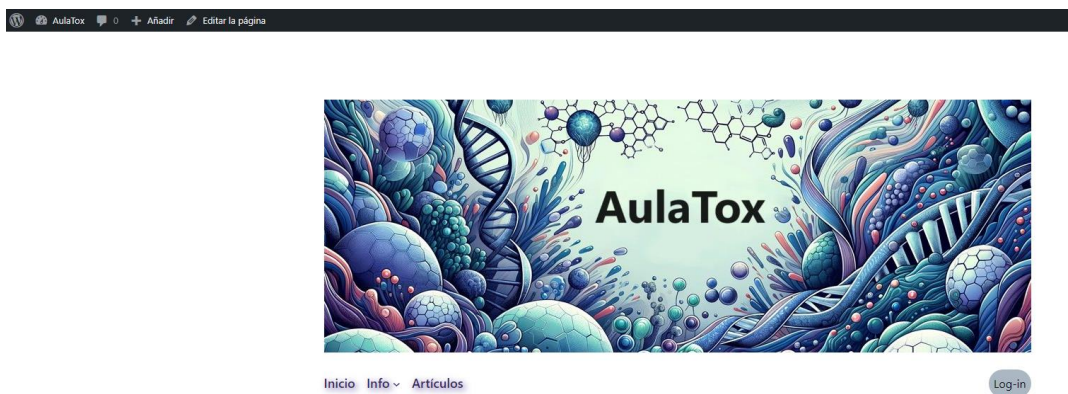 AulaTox 0 Añadir Editar la página
AulaTox
Inicio Info Artículos Log-in